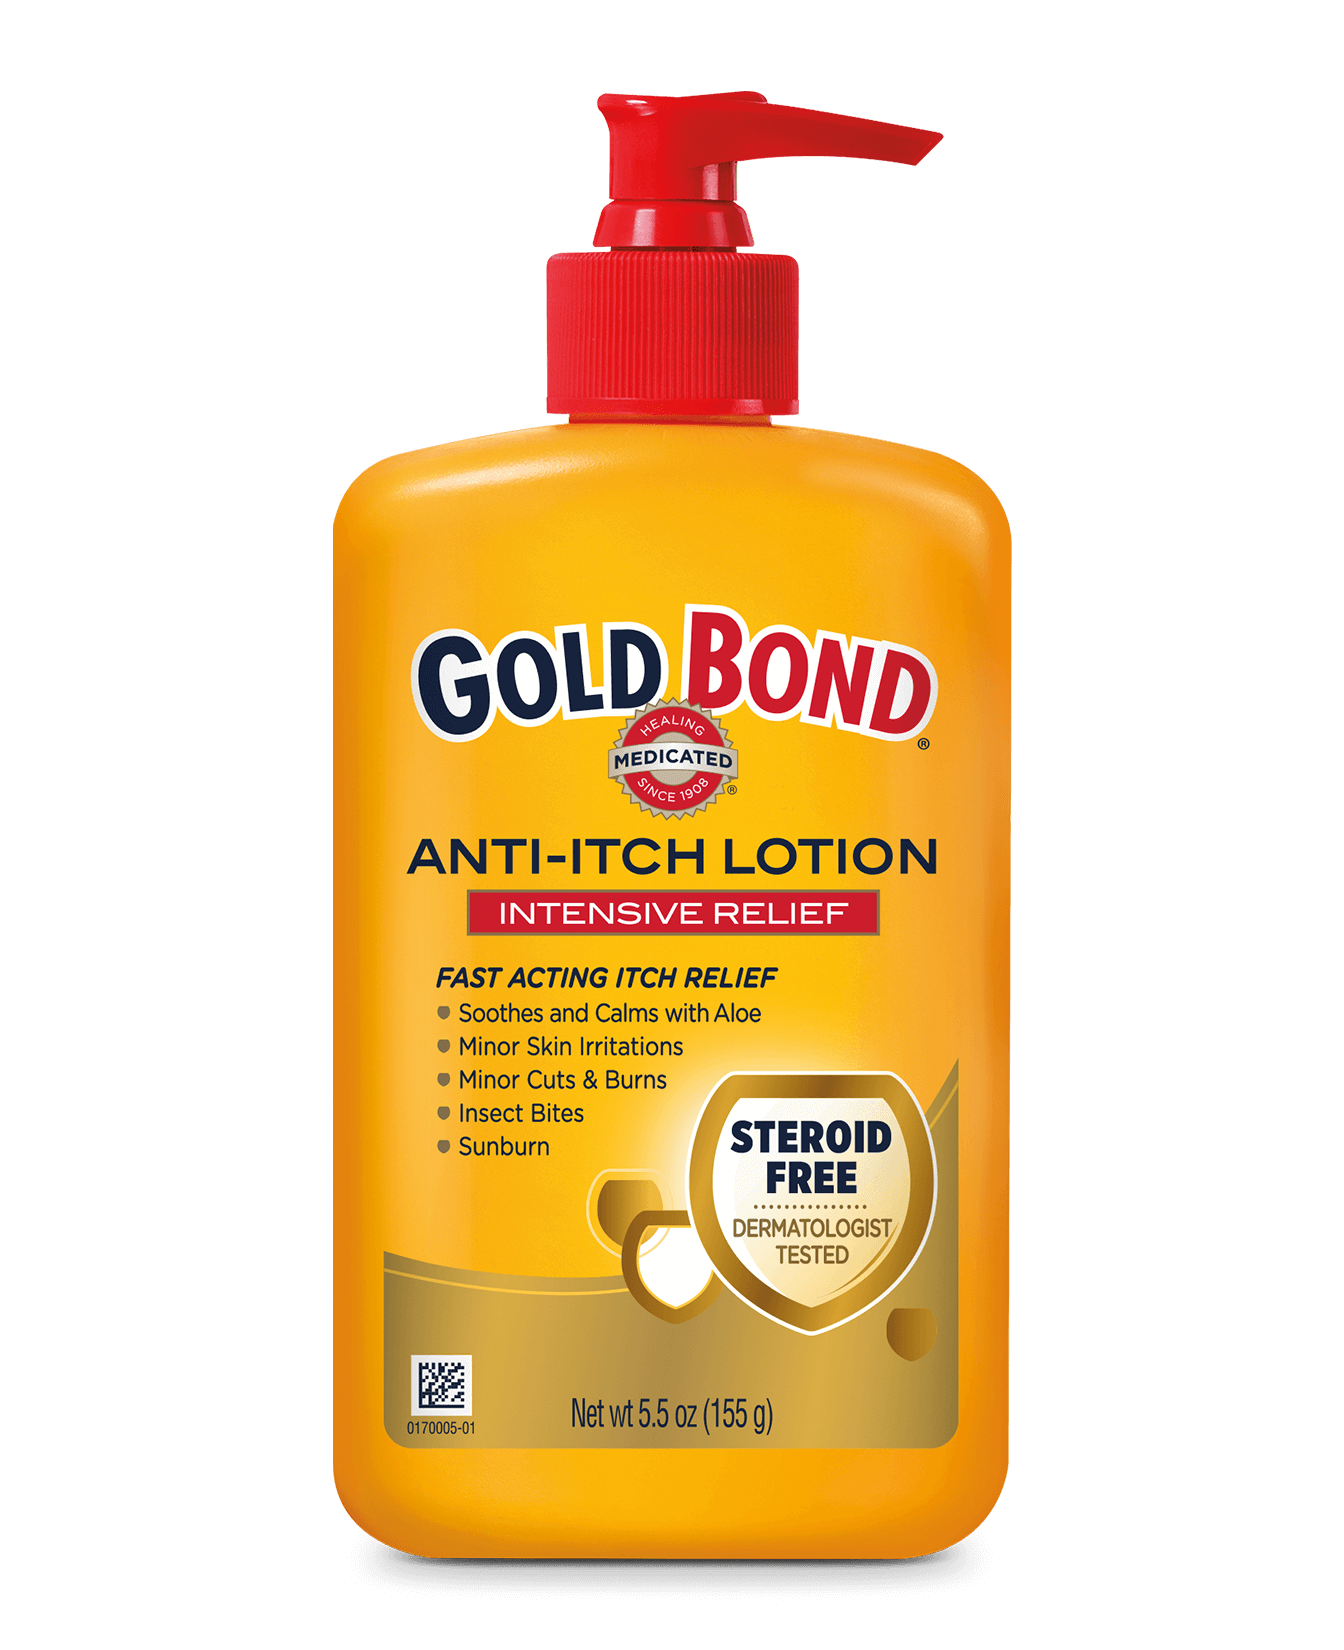 GOLD BOND®
HEALING
MEDICATED
SINCE 1908
®
ANTI-ITCH LOTION
INTENSIVE RELIEF
FAST ACTING ITCH RELIEF
Soothes and Calms with Aloe
Minor Skin Irritations
Minor Cuts & Burns
Insect Bites
Sunburn
STEROID
FREE
DERMATOLOGIST
TESTED
0170005-01
Net wt 5.5 oz (155 g)